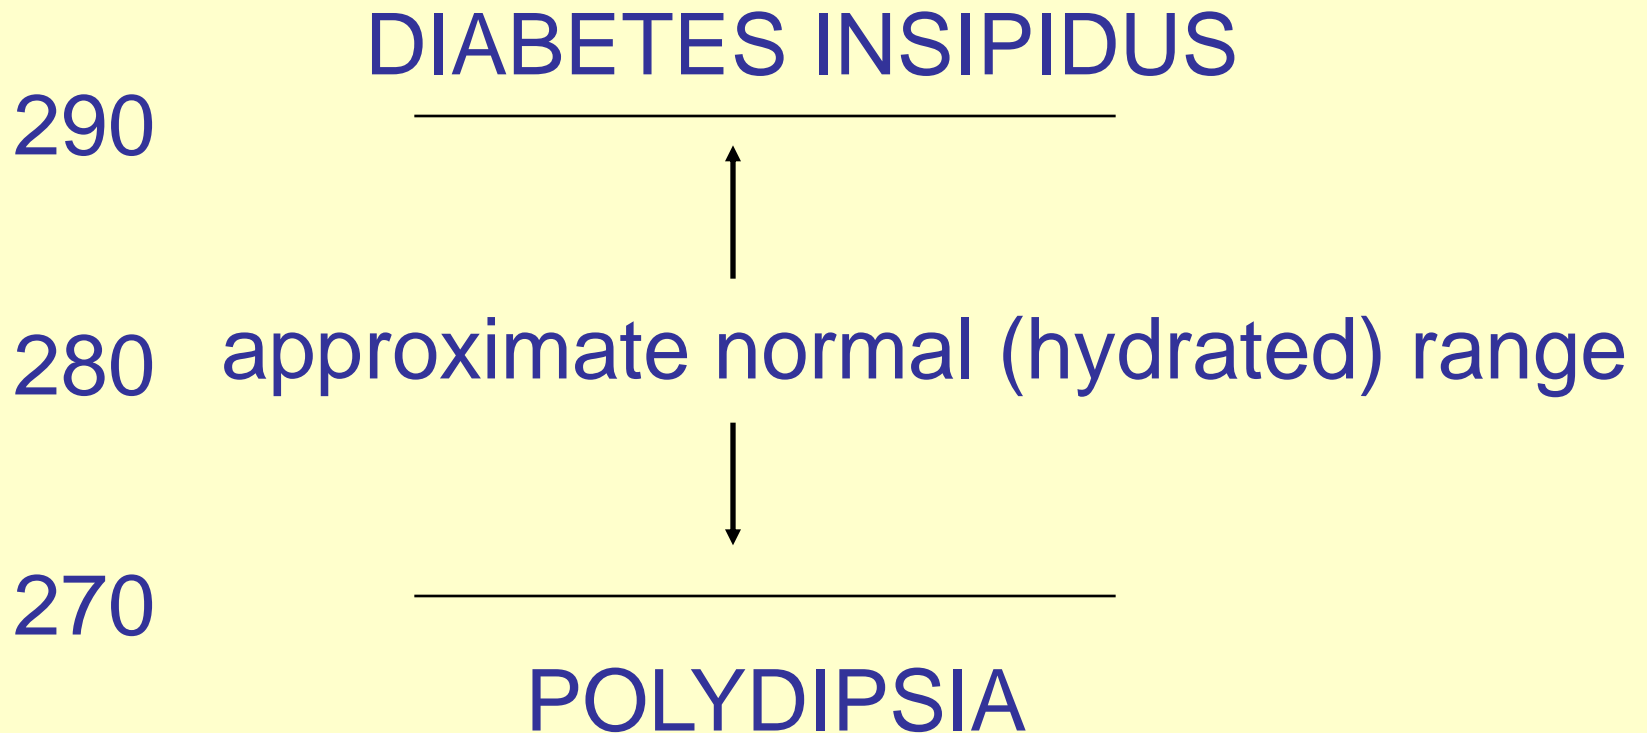 DIABETES INSIPIDUS
290
280 approximate normal (hydrated) range
270
POLYDIPSIA